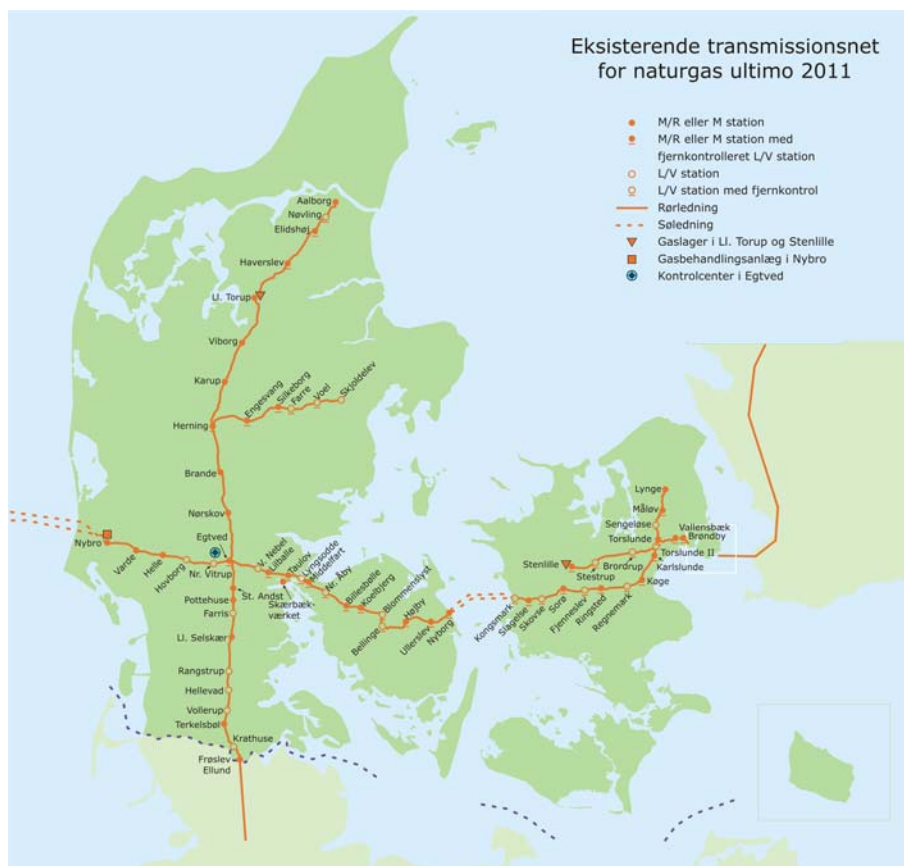 Eksisterende transmissionsnet
for naturgas ultimo 2011
M/R eller M station
M/R eller M station med
fjernkontrolleret L/V station
L/V station
L/V station med fjernkontrol
Rørledning
Søledning
Gaslager i Ll. Torup og Stenlille
Gasbehandlingsanlæg i Nybro
Kontrolcenter i Egtved
Aalborg
Nøvling
Elidshøj
Haverslev
Ll. Torup
Viborg
Karup
Engesvang
Silkeborg
Farre
Voel
Skjoldelev
Herning
Brande
Nørskov
Egtved
Nybro
Varde
Helle
Hovborg
Nr. Vitrup
V. Nebel
Lilballe
Taulov
Lyngsodde
Middelfart
Nr. Åby
Billesbølle
Koelbjerg
Blommenslyst
Bellinge
Højby
Ullerslev
Nyborg
St. Andst
Skærbæk-
værket
Pottehuse
Farris
Ll. Selskær
Rangstrup
Hellevad
Vollerup
Terkelsbøl
Krathuse
Frøslev
Ellund
Lynge
Måløv
Sengeløse
Torslunde
Vallensbæk
Brøndby
Torslunde II
Karlslunde
Stenlille
Stestrup
Brordrup
Køge
Kongsmark
Slagelse
Skovse
Sorø
Fjenneslev
Ringsted
Regnemark